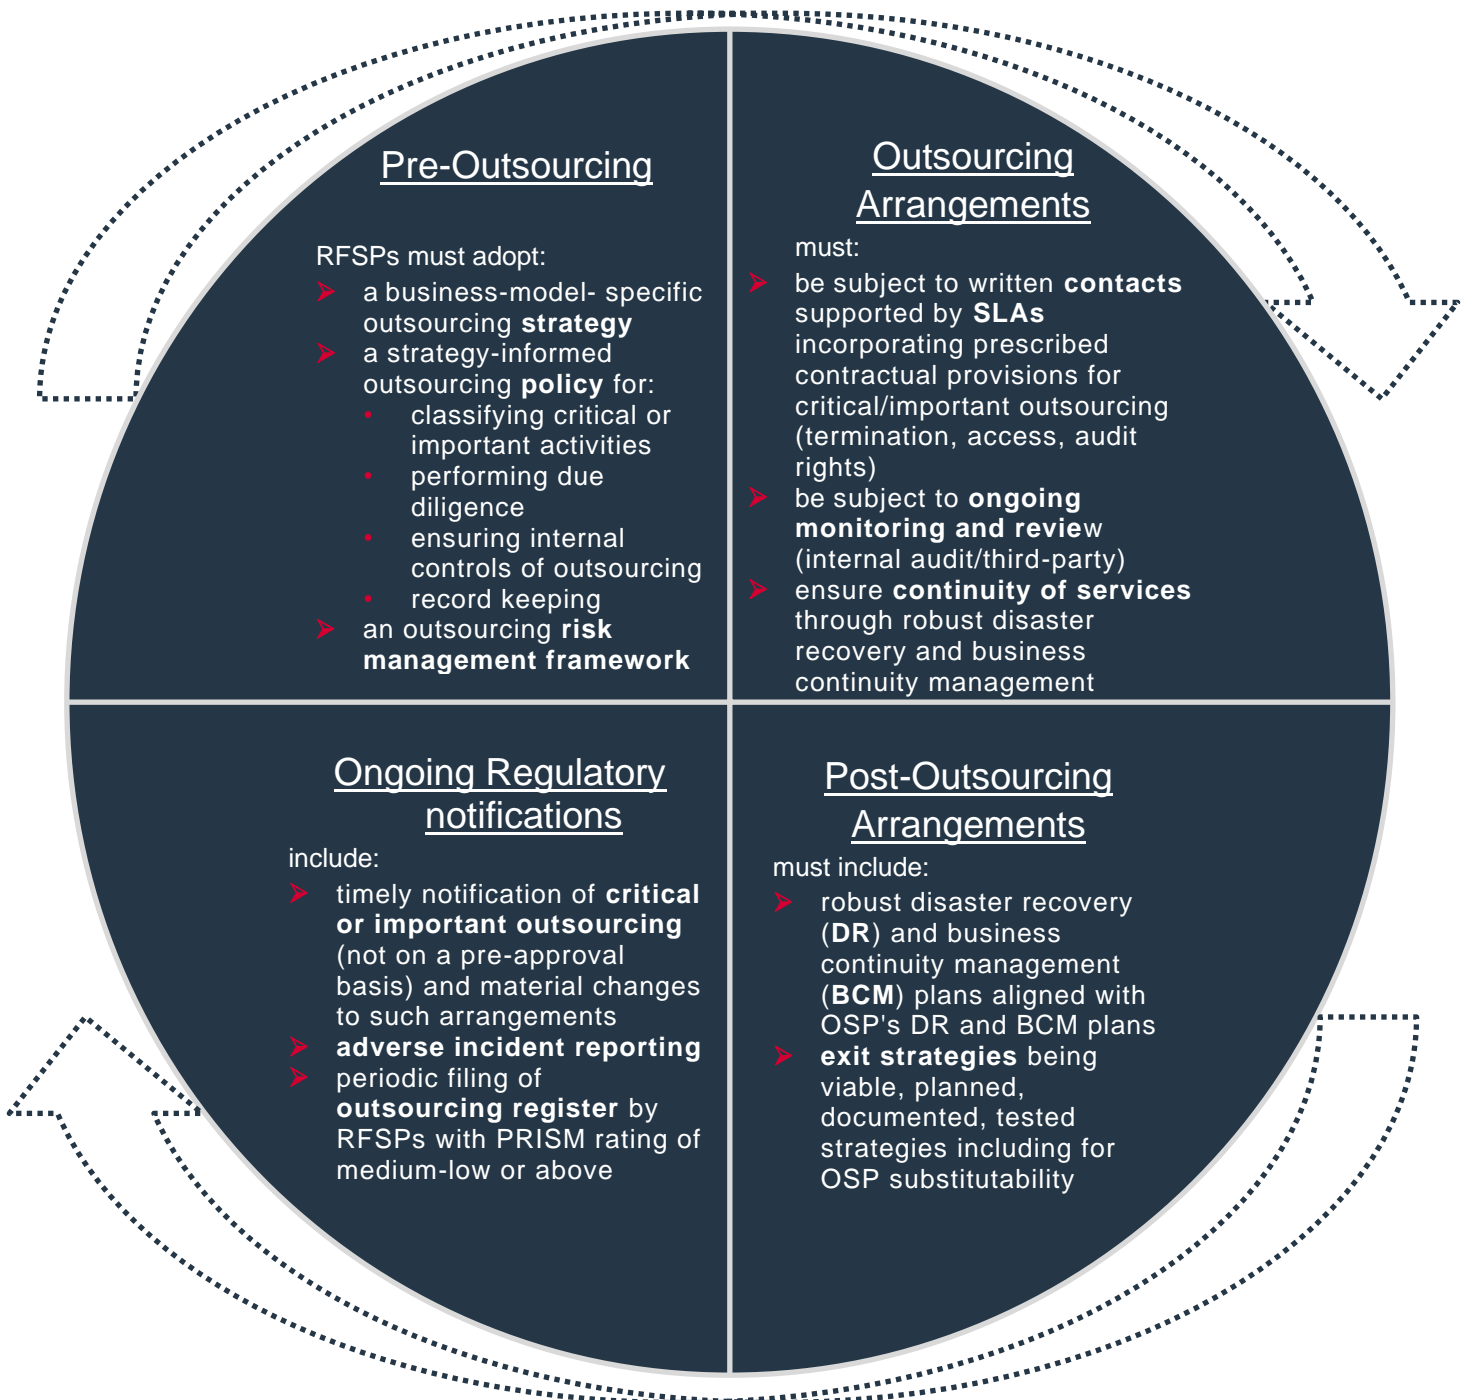 Pre-Outsourcing
RFSPs must adopt:
➢ a business-model- specific
outsourcing strategy
➢ a strategy-informed
outsourcing policy for:
• classifying critical or
important activities
• performing due
diligence
• ensuring internal
controls of outsourcing
• record keeping
➢ an outsourcing risk
management framework
Outsourcing
Arrangements
must:
➢ be subject to written contacts
supported by SLAs
incorporating prescribed
contractual provisions for
critical/important outsourcing
(termination, access, audit
rights)
➢ be subject to ongoing
monitoring and review
(internal audit/third-party)
➢ ensure continuity of services
through robust disaster
recovery and business
continuity management
Ongoing Regulatory
notifications
include:
➢ timely notification of critical
or important outsourcing
(not on a pre-approval
basis) and material changes
to such arrangements
➢ adverse incident reporting
➢ periodic filing of
outsourcing register by
RFSPs with PRISM rating of
medium-low or above
Post-Outsourcing
Arrangements
must include:
➢ robust disaster recovery
(DR) and business
continuity management
(BCM) plans aligned with
OSP's DR and BCM plans
➢ exit strategies being
viable, planned,
documented, tested
strategies including for
OSP substitutability